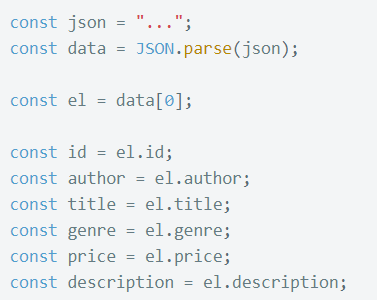 const json = "...";
const data = JSON.parse(json);
const el = data[0];
const id = el.id;
const author = el.author;
const title = el.title;
const genre = el.genre;
const price = el.price;
const description = el.description;